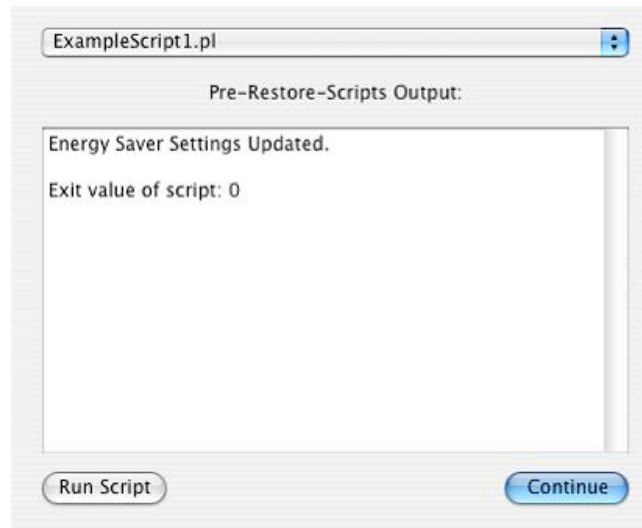 ExampleScript1.pl
Pre-Restore-Scripts Output:
Energy Saver Settings Updated.
Exit value of script: 0
Run Script
Continue